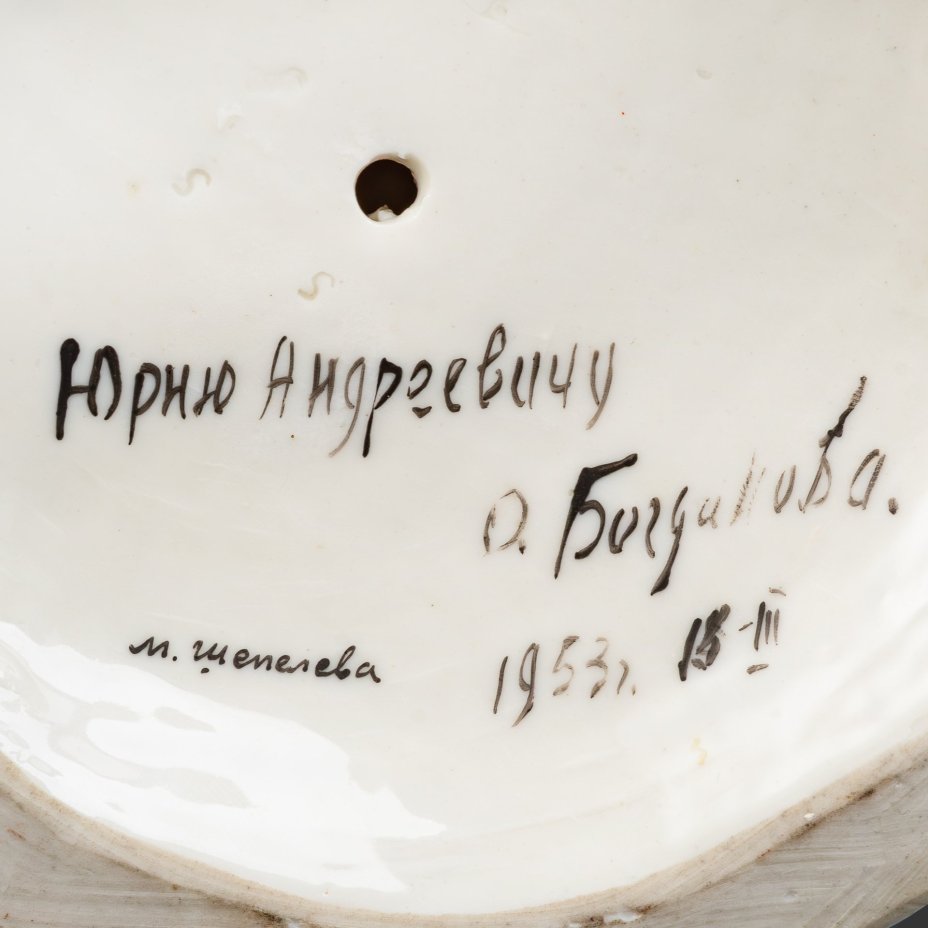 Юрию Андреевичу
О. Богданова.
м. щепелева
1953г. 18-III